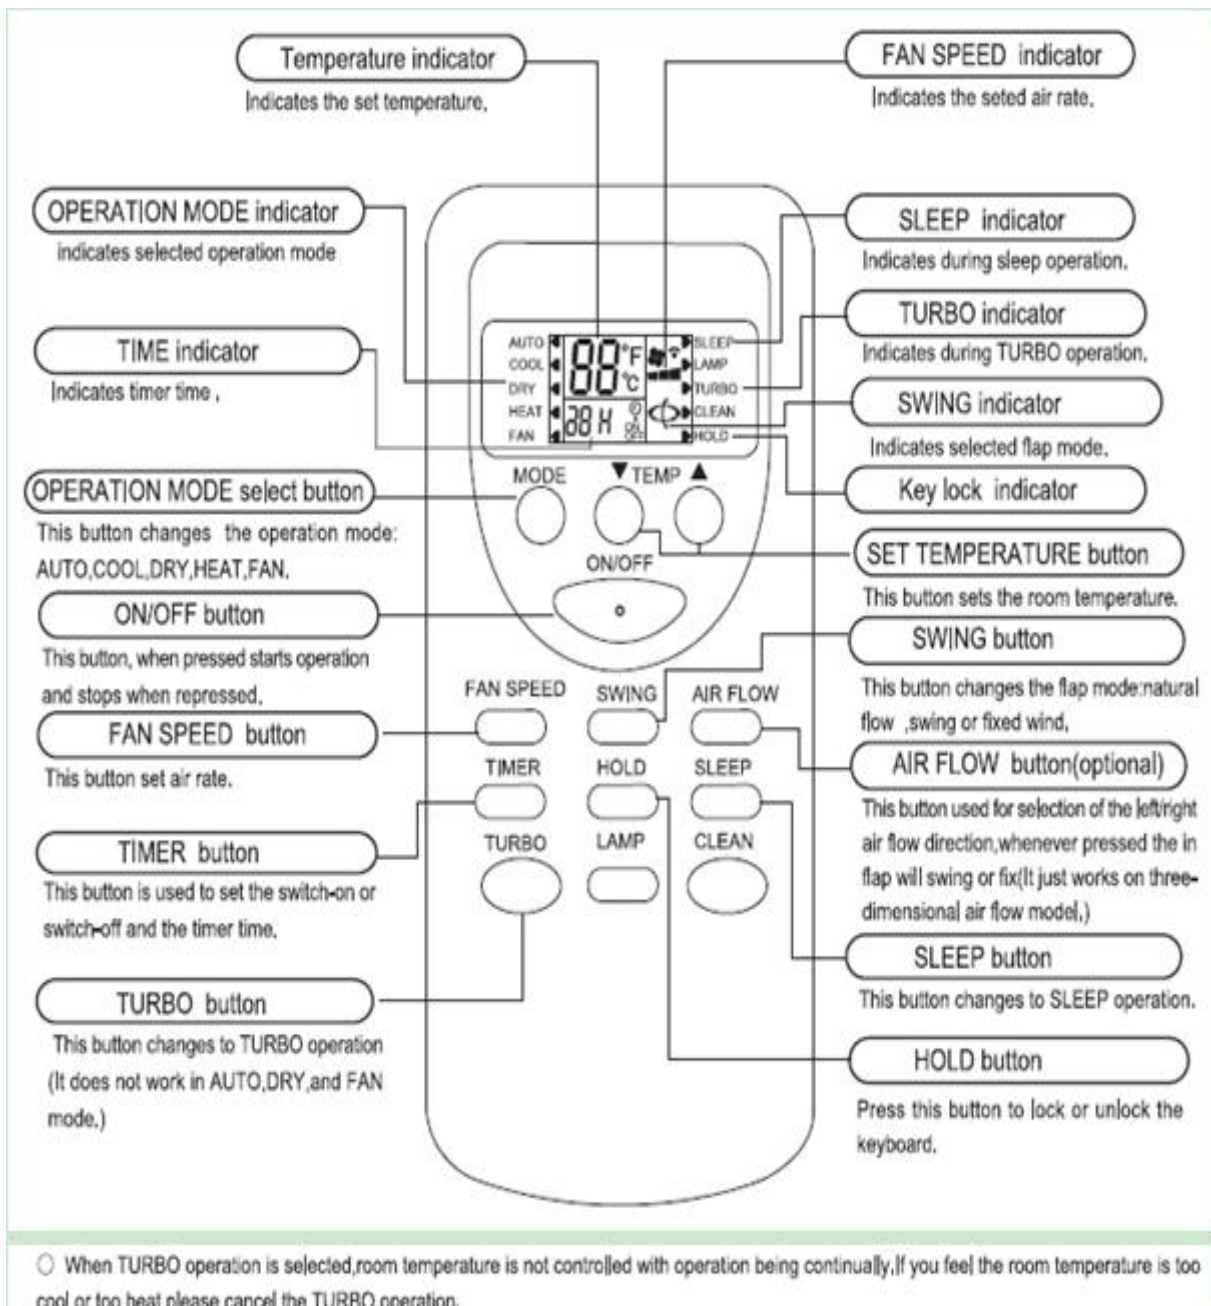 Temperature indicator
Indicates the set temperature.
FAN SPEED indicator
Indicates the seted air rate.
OPERATION MODE indicator
indicates selected operation mode
TIME indicator
Indicates timer time .
OPERATION MODE select button
This button changes the operation mode:
AUTO,COOL,DRY,HEAT,FAN.
ON/OFF button
This button, when pressed starts operation
and stops when repressed.
FAN SPEED button
This button set air rate.
TIMER button
This button is used to set the switch-on or
switch-off and the timer time.
TURBO button
This button changes to TURBO operation
(It does not work in AUTO,DRY,and FAN
mode.)
AUTO
COOL
DRY
HEAT
FAN
88 °F
°C
38 H
ON
OFF
SLEEP
LAMP
TURBO
CLEAN
HOLD
MODE ▼ TEMP ▲
ON/OFF
FAN SPEED SWING AIR FLOW
TIMER HOLD SLEEP
TURBO LAMP CLEAN
SLEEP indicator
Indicates during sleep operation.
TURBO indicator
Indicates during TURBO operation.
SWING indicator
Indicates selected flap mode.
Key lock indicator
SET TEMPERATURE button
This button sets the room temperature.
SWING button
This button changes the flap mode:natural
flow ,swing or fixed wind.
AIR FLOW button(optional)
This button used for selection of the left/right
air flow direction,whenever pressed the in
flap will swing or fix(It just works on three-
dimensional air flow model.)
SLEEP button
This button changes to SLEEP operation.
HOLD button
Press this button to lock or unlock the
keyboard.
○ When TURBO operation is selected,room temperature is not controlled with operation being continually.If you feel the room temperature is too
cool or too heat please cancel the TURBO operation.